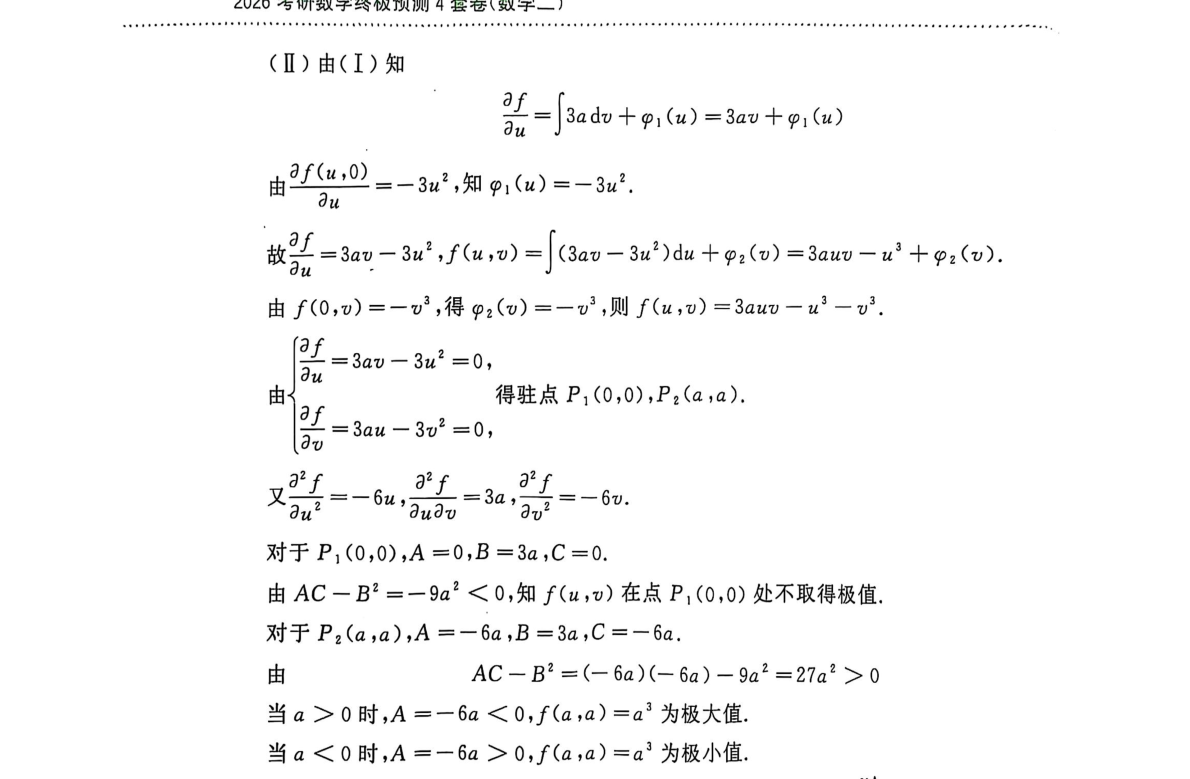 2026 考研数学终极预测 4 套卷(数学二)
(Ⅱ)由(Ⅰ)知
∂f/∂u=∫3adv+φ₁(u)=3av+φ₁(u)
由∂f(u,0)/∂u=-3u²,知 φ₁(u)=-3u².
故∂f/∂u=3av-3u²,f(u,v)=∫(3av-3u²)du+φ₂(v)=3auv-u³+φ₂(v).
由 f(0,v)=-v³,得 φ₂(v)=-v³,则 f(u,v)=3auv-u³-v³.
由{∂f/∂u=3av-3u²=0,
∂f/∂v=3au-3v²=0, 得驻点 P₁(0,0),P₂(a,a).
又∂²f/∂u²=-6u,∂²f/∂u∂v=3a,∂²f/∂v²=-6v.
对于 P₁(0,0),A=0,B=3a,C=0.
由 AC-B²=-9a²<0,知 f(u,v)在点 P₁(0,0)处不取得极值.
对于 P₂(a,a),A=-6a,B=3a,C=-6a.
由 AC-B²=(-6a)(-6a)-9a²=27a²>0
当 a>0 时,A=-6a<0,f(a,a)=a³ 为极大值.
当 a<0 时,A=-6a>0,f(a,a)=a³ 为极小值.